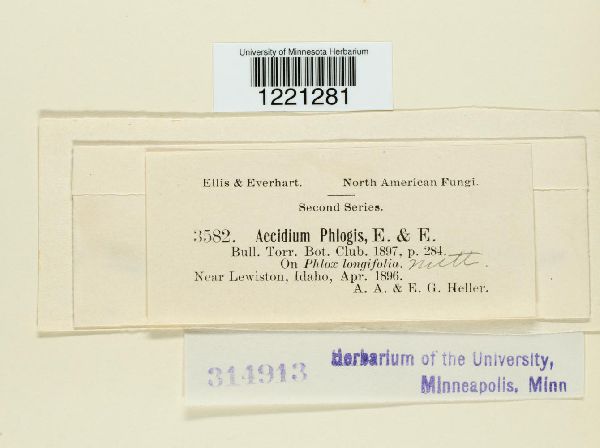 University of Minnesota Herbarium
1221281
Ellis & Everhart. North American Fungi.
Second Series.
3582. Aecidium Phlogis, E. & E.
Bull. Torr. Bot. Club. 1897, p. 284.
On Phlox longifolia, Nutt.
Near Lewiston, Idaho, Apr. 1896.
A. A. & E. G. Heller.
314913 Herbarium of the University,
Minneapolis, Minn